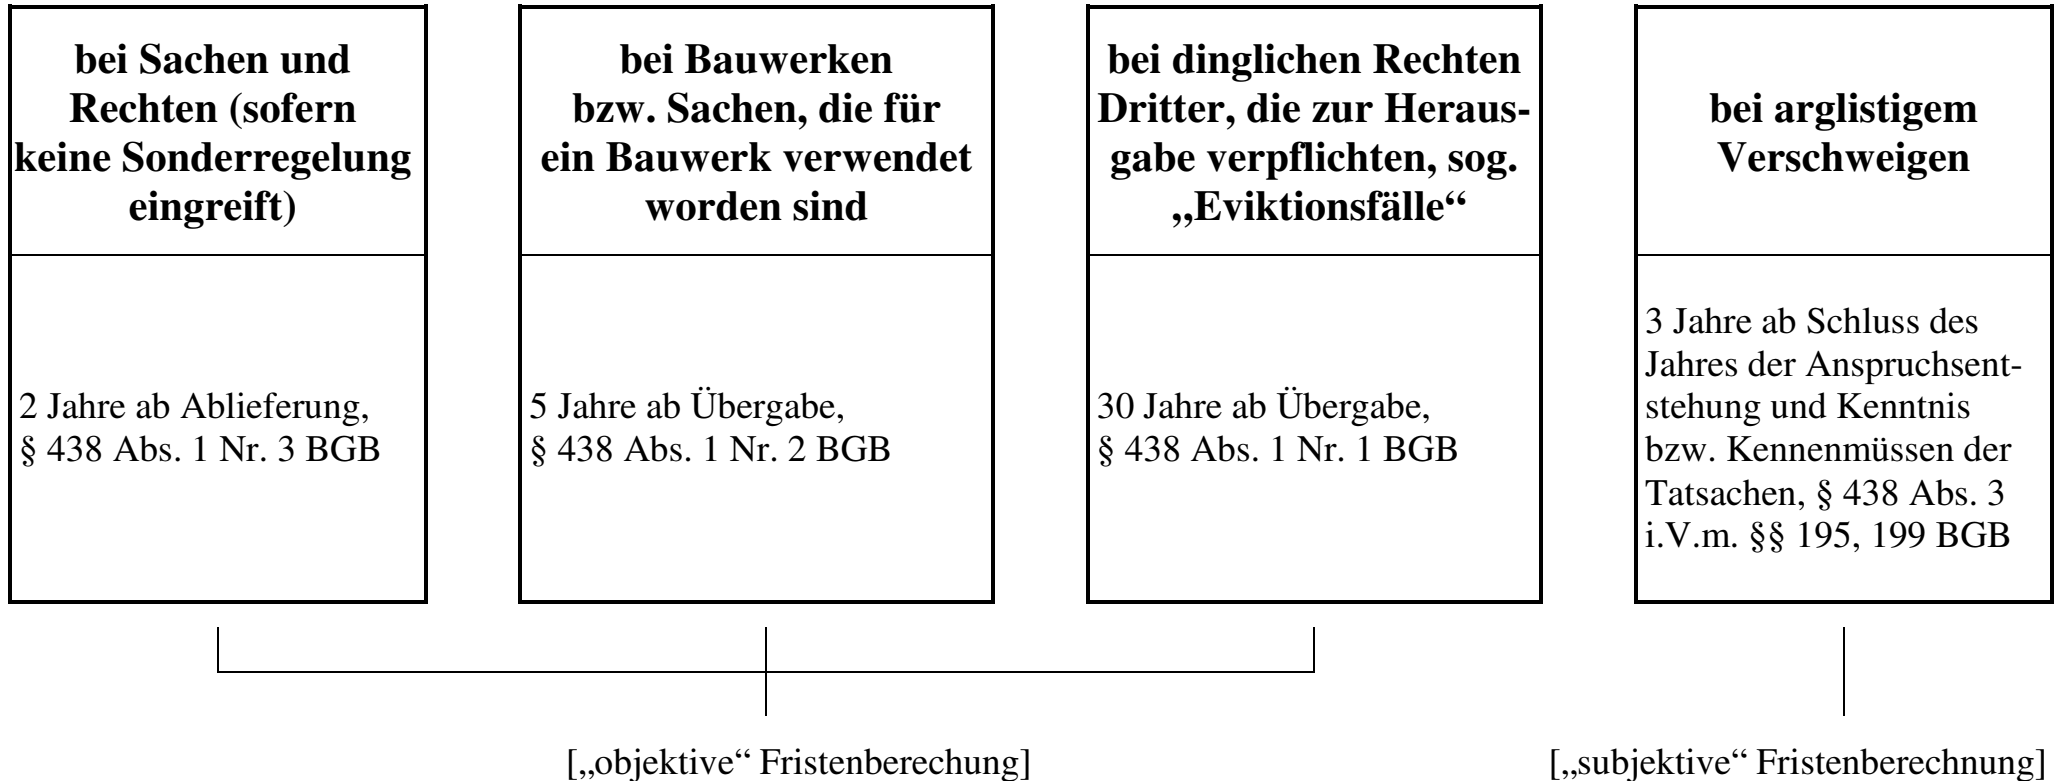 bei Sachen und
Rechten (sofern
keine Sonderregelung
eingreift)
2 Jahre ab Ablieferung,
§ 438 Abs. 1 Nr. 3 BGB
bei Bauwerken
bzw. Sachen, die für
ein Bauwerk verwendet
worden sind
5 Jahre ab Übergabe,
§ 438 Abs. 1 Nr. 2 BGB
bei dinglichen Rechten
Dritter, die zur Heraus-
gabe verpflichten, sog.
„Eviktionsfälle“
30 Jahre ab Übergabe,
§ 438 Abs. 1 Nr. 1 BGB
bei arglistigem
Verschweigen
3 Jahre ab Schluss des
Jahres der Anspruchsent-
stehung und Kenntnis
bzw. Kennenmüssen der
Tatsachen, § 438 Abs. 3
i.V.m. §§ 195, 199 BGB
[„objektive“ Fristenberechung]
[„subjektive“ Fristenberechnung]